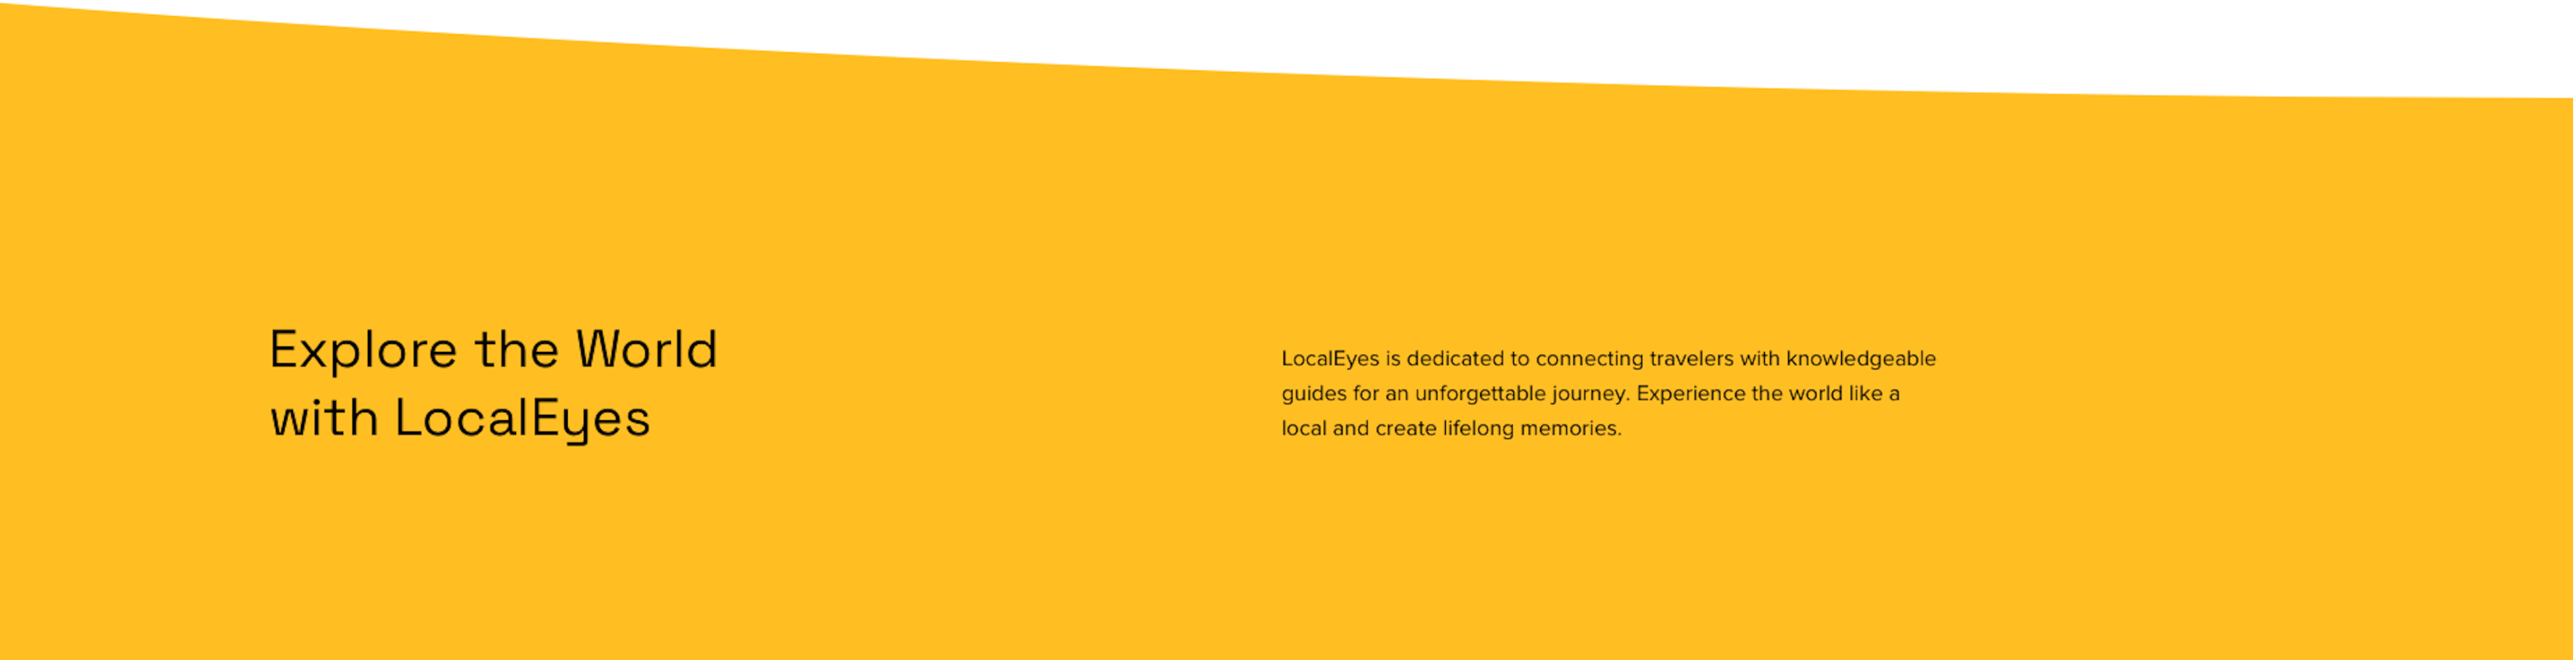 Explore the World
with LocalEyes
LocalEyes is dedicated to connecting travelers with knowledgeable
guides for an unforgettable journey. Experience the world like a
local and create lifelong memories.